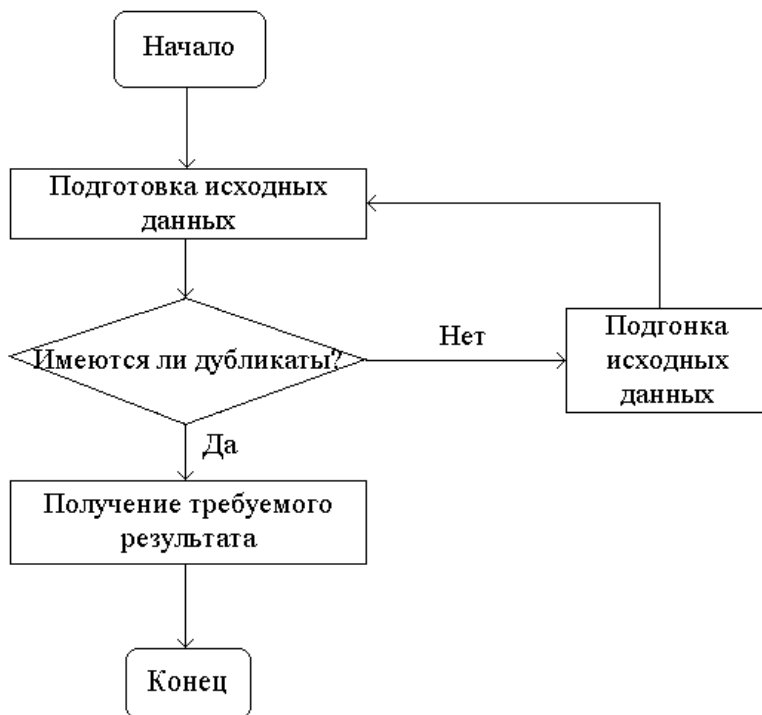 Начало
Подготовка исходных
данных
Имеются ли дубликаты?
Нет
Подгонка
исходных
данных
Да
Получение требуемого
результата
Конец